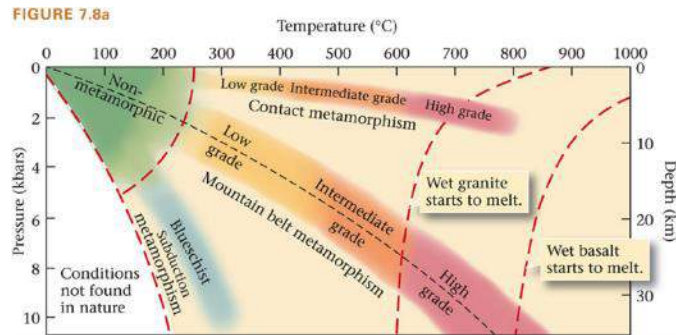 FIGURE 7.8a
Temperature (°C)
0 100 200 300 400 500 600 700 800 900 1000
Pressure (kbars)
0
2
4
6
8
10
Depth (km)
0
10
20
30
Non-
metamorphic
Low grade Intermediate grade High grade
Contact metamorphism
Low
grade
Intermediate
grade
High
grade
Mountain belt metamorphism
Blueschist
Subduction
metamorphism
Conditions
not found
in nature
Wet granite
starts to melt.
Wet basalt
starts to melt.